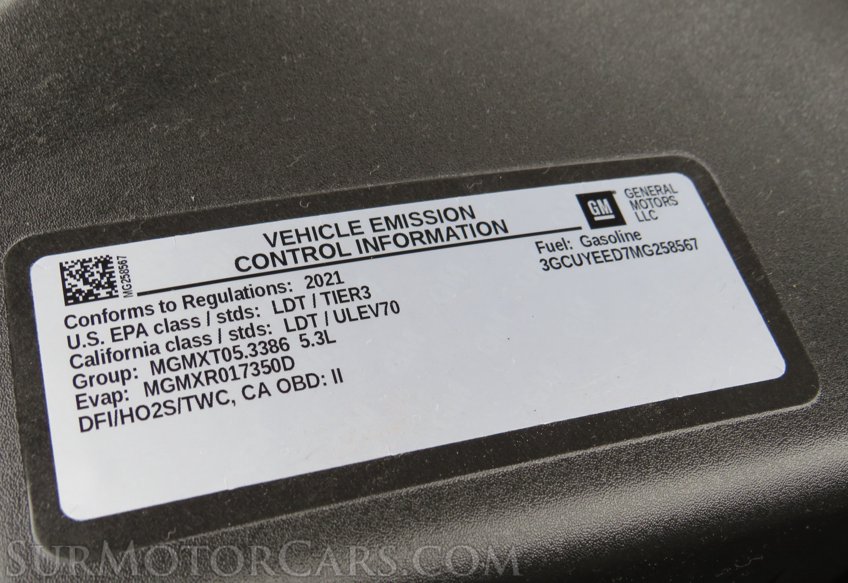 VEHICLE EMISSION
CONTROL INFORMATION
GM
GENERAL
MOTORS
LLC
MG258567
Fuel: Gasoline
3GCUYEED7MG258567
Conforms to Regulations: 2021
U.S. EPA class / stds: LDT / TIER3
California class / stds: LDT / ULEV70
Group: MGMXT05.3386 5.3L
Evap: MGMXR017350D
DFI/HO2S/TWC, CA OBD: II
SURMOTORCARS.COM